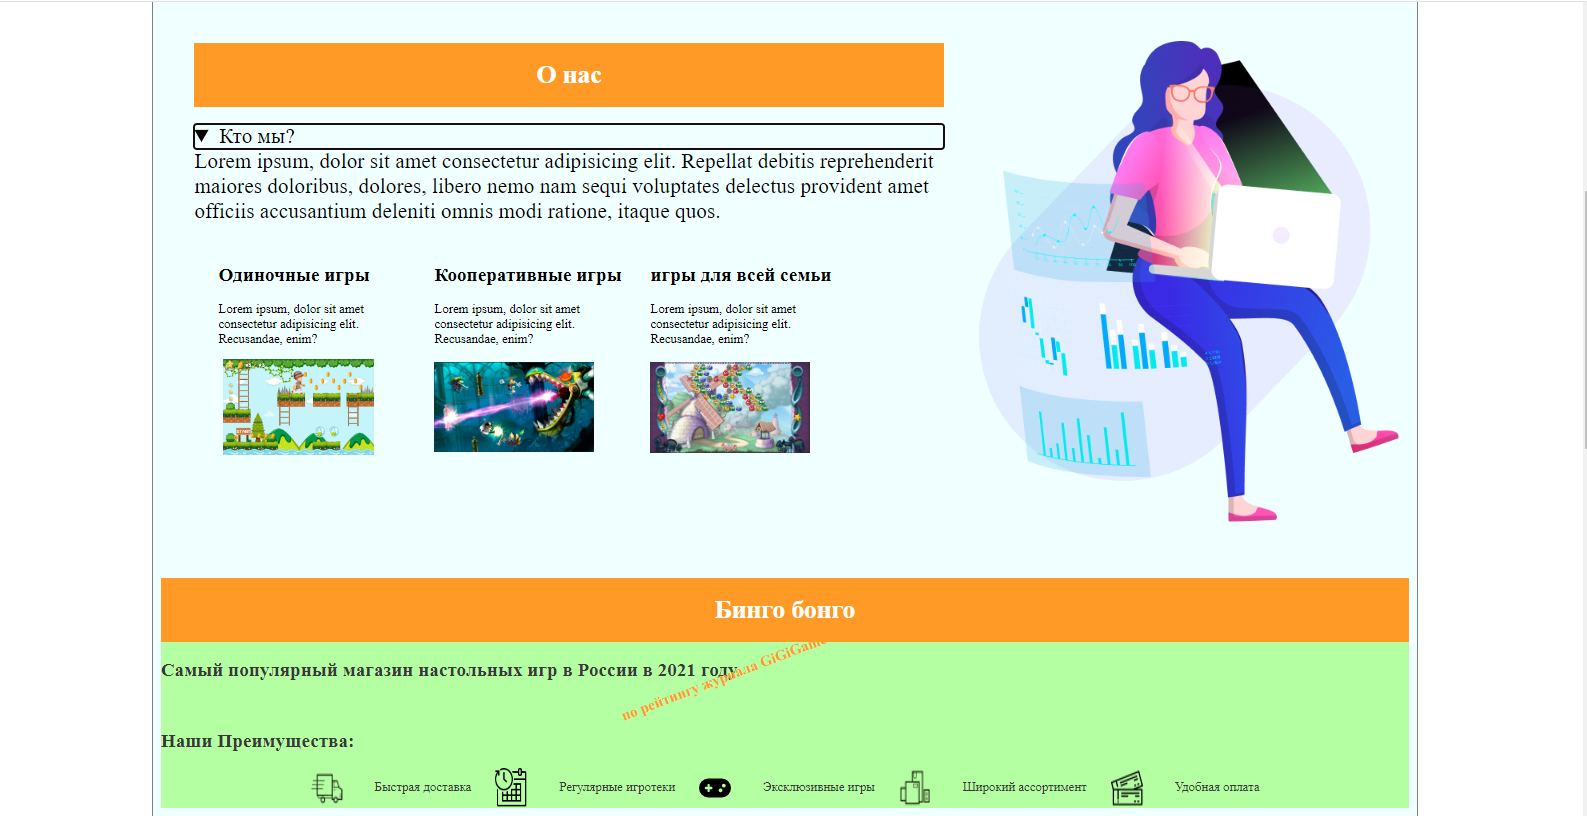 О нас
Кто мы?
Lorem ipsum, dolor sit amet consectetur adipisicing elit. Repellat debitis reprehenderit
maiores doloribus, dolores, libero nemo nam sequi voluptates delectus provident amet
officiis accusantium deleniti omnis modi ratione, itaque quos.
Одиночные игры
Lorem ipsum, dolor sit amet
consectetur adipisicing elit.
Recusandae, enim?
Кооперативные игры
Lorem ipsum, dolor sit amet
consectetur adipisicing elit.
Recusandae, enim?
игры для всей семьи
Lorem ipsum, dolor sit amet
consectetur adipisicing elit.
Recusandae, enim?
Бинго бонго
Самый популярный магазин настольных игр в России в 2021 году
по рейтингу журнала
Наши Преимущества:
Быстрая доставка
Регулярные игротеки
Эксклюзивные игры
Широкий ассортимент
Удобная оплата